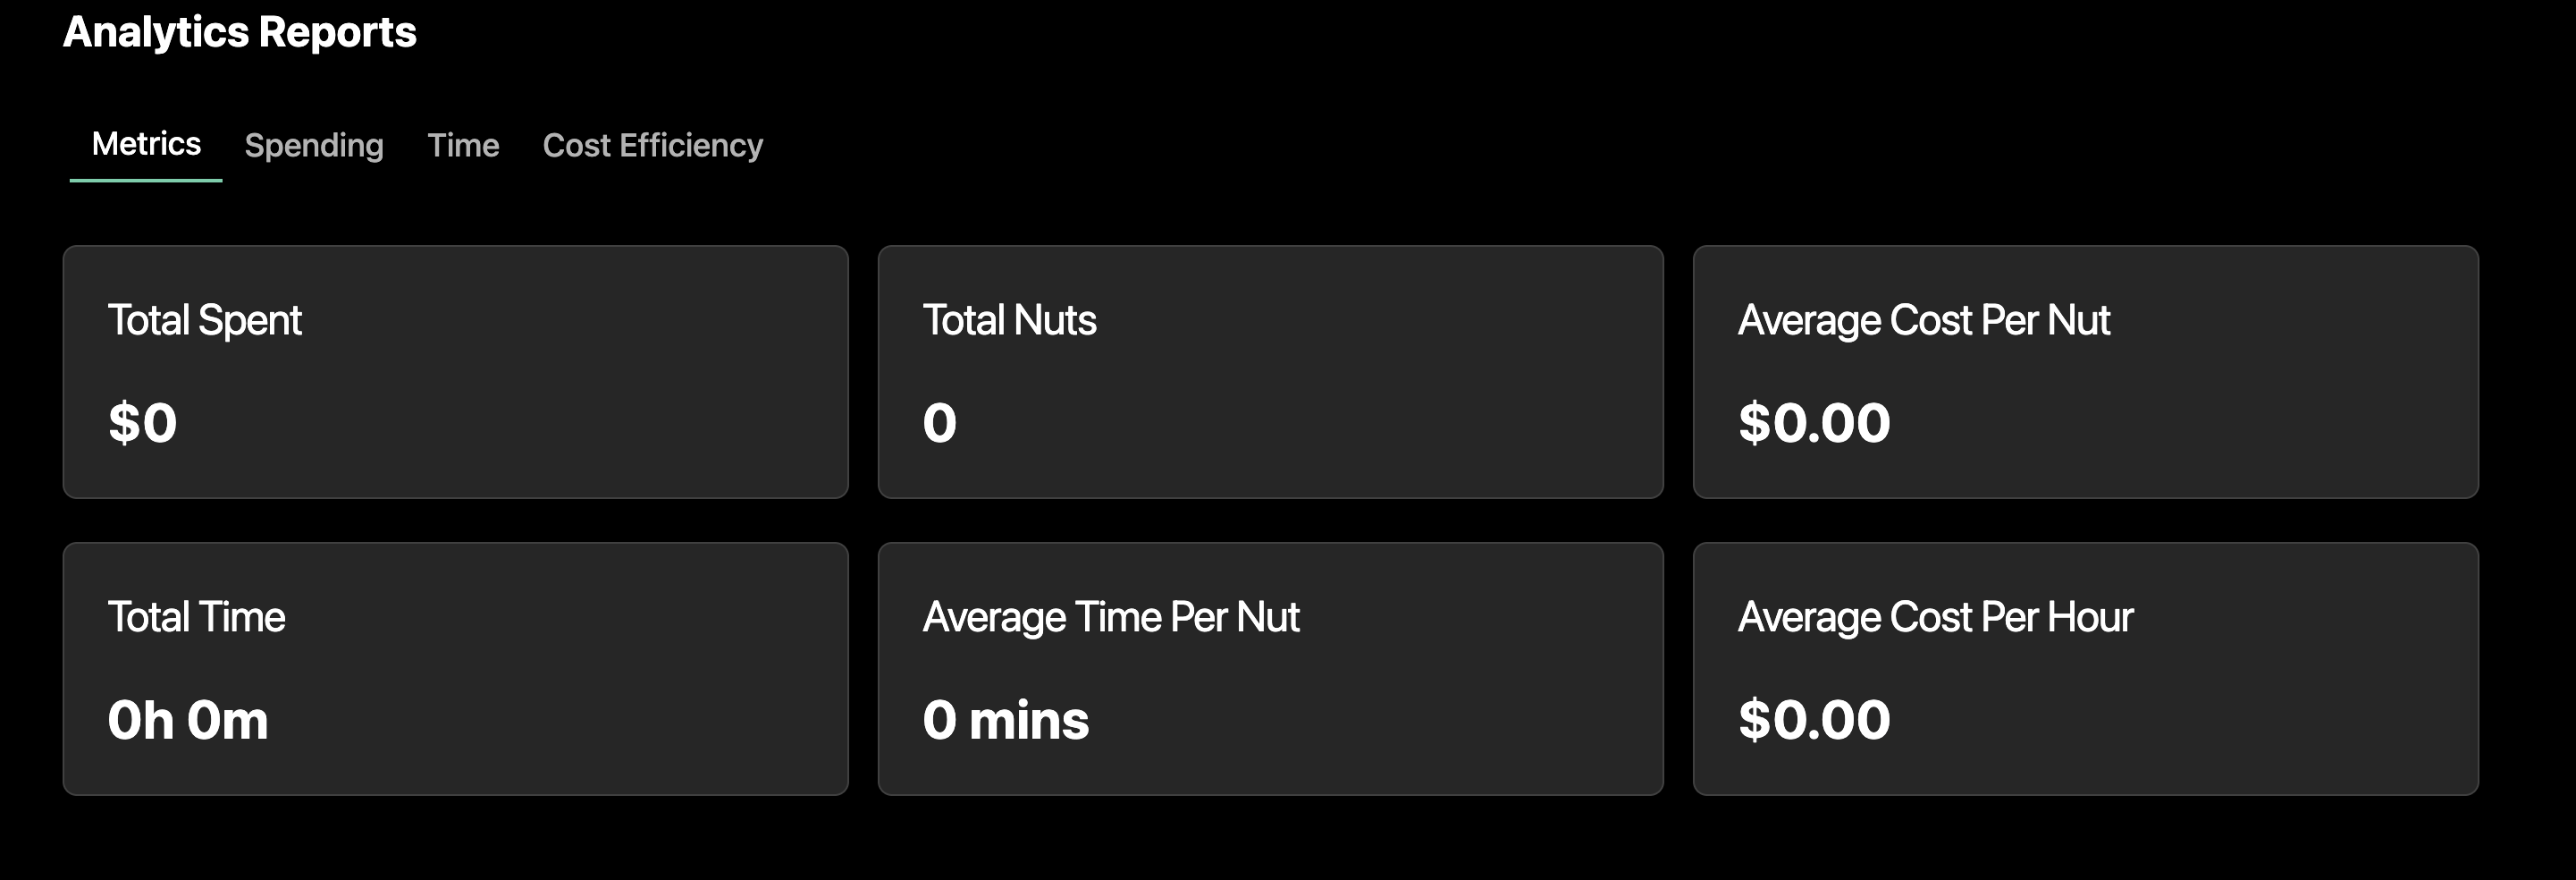 Analytics Reports
Metrics Spending Time Cost Efficiency
Total Spent
$0
Total Nuts
0
Average Cost Per Nut
$0.00
Total Time
0h 0m
Average Time Per Nut
0 mins
Average Cost Per Hour
$0.00